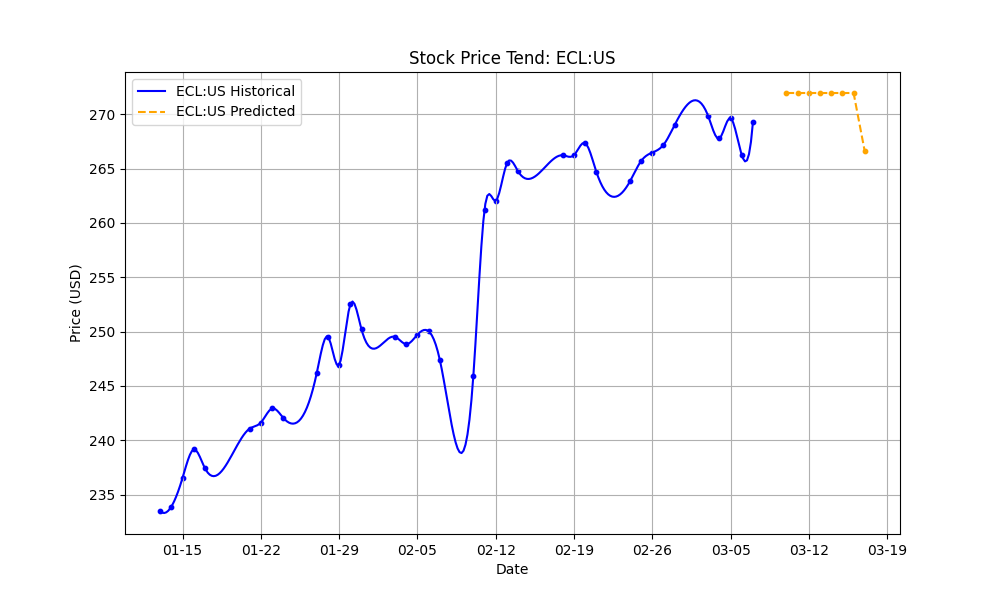 Stock Price Tend: ECL:US
ECL:US Historical
ECL:US Predicted
Price (USD)
270
265
260
255
250
245
240
235
01-15 01-22 01-29 02-05 02-12 02-19 02-26 03-05 03-12 03-19
Date